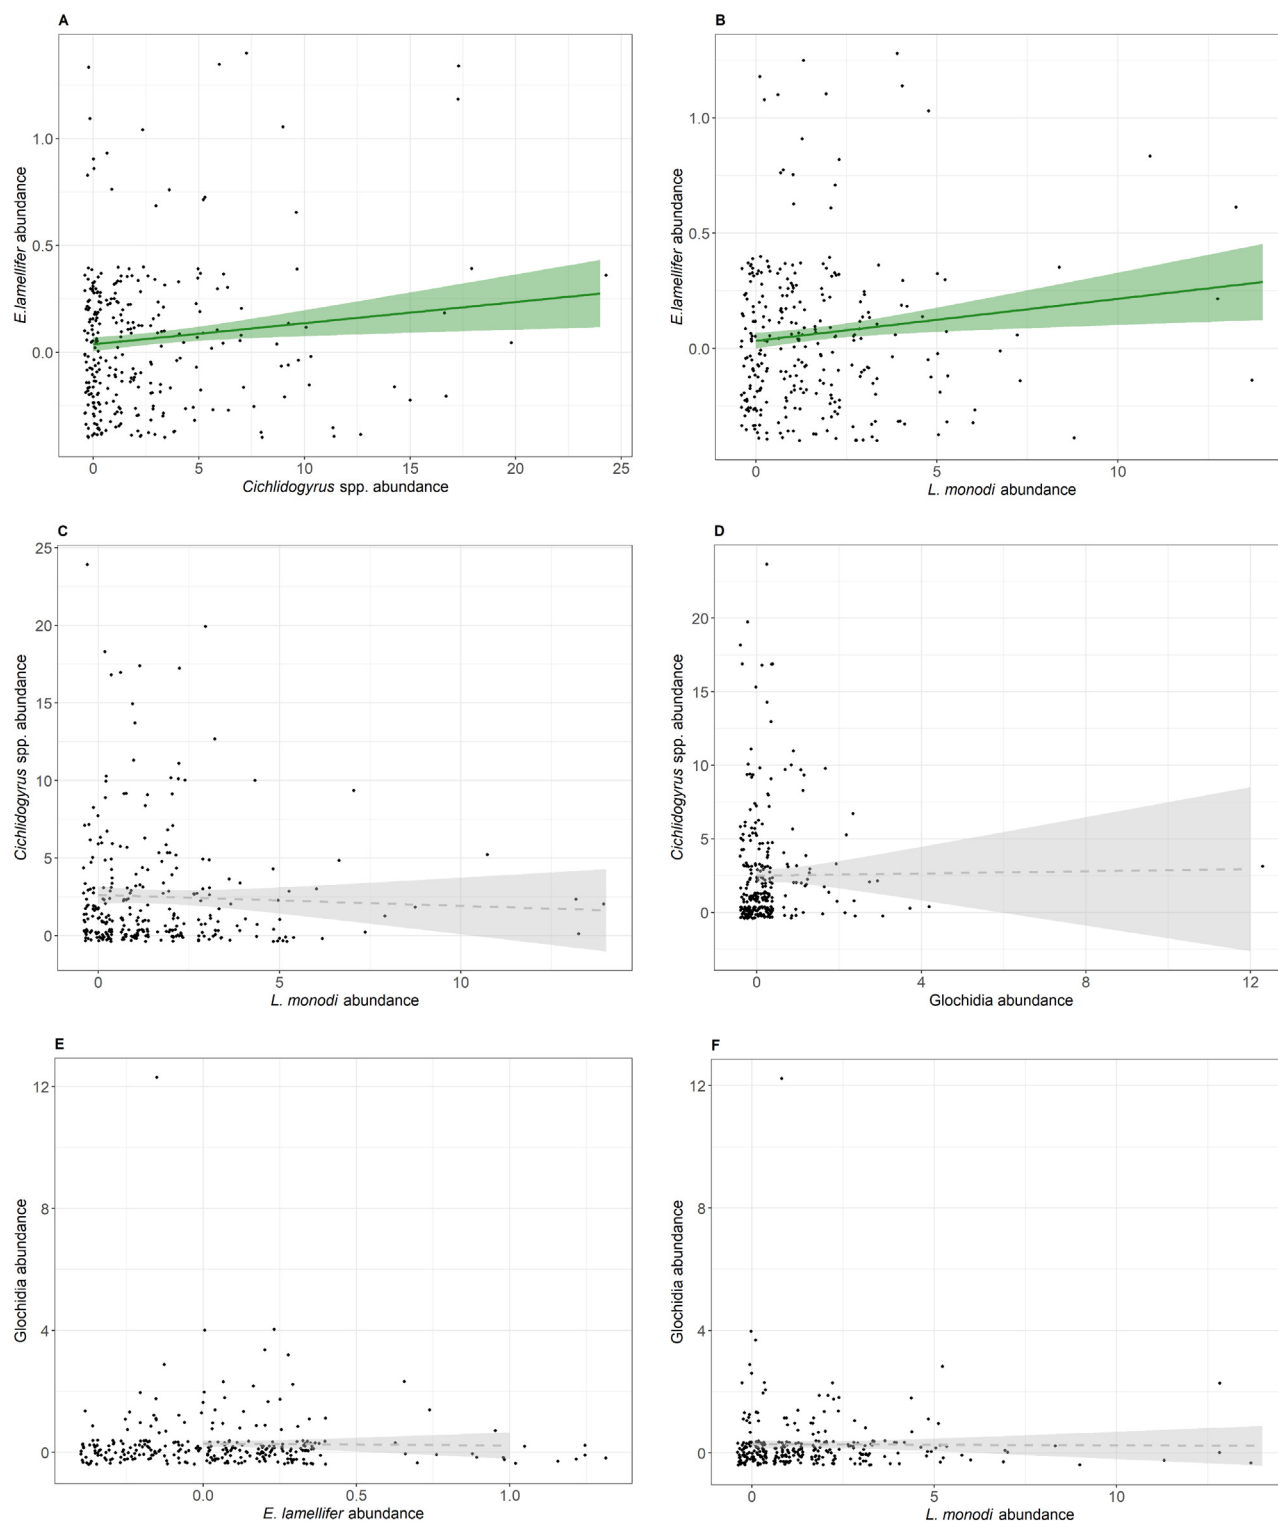 A
1.0
0.5
0.0
E.lamellifer abundance
0 5 10 15 20 25
Cichlidogyrus spp. abundance
B
1.0
0.5
0.0
E.lamellifer abundance
0 5 10
L. monodi abundance
C
25
20
15
10
5
0
Cichlidogyrus spp. abundance
0 5 10
L. monodi abundance
D
20
15
10
5
0
Cichlidogyrus spp. abundance
0 4 8 12
Glochidia abundance
E
12
8
4
0
Glochidia abundance
0.0 0.5 1.0
E. lamellifer abundance
F
12
8
4
0
Glochidia abundance
0 5 10
L. monodi abundance